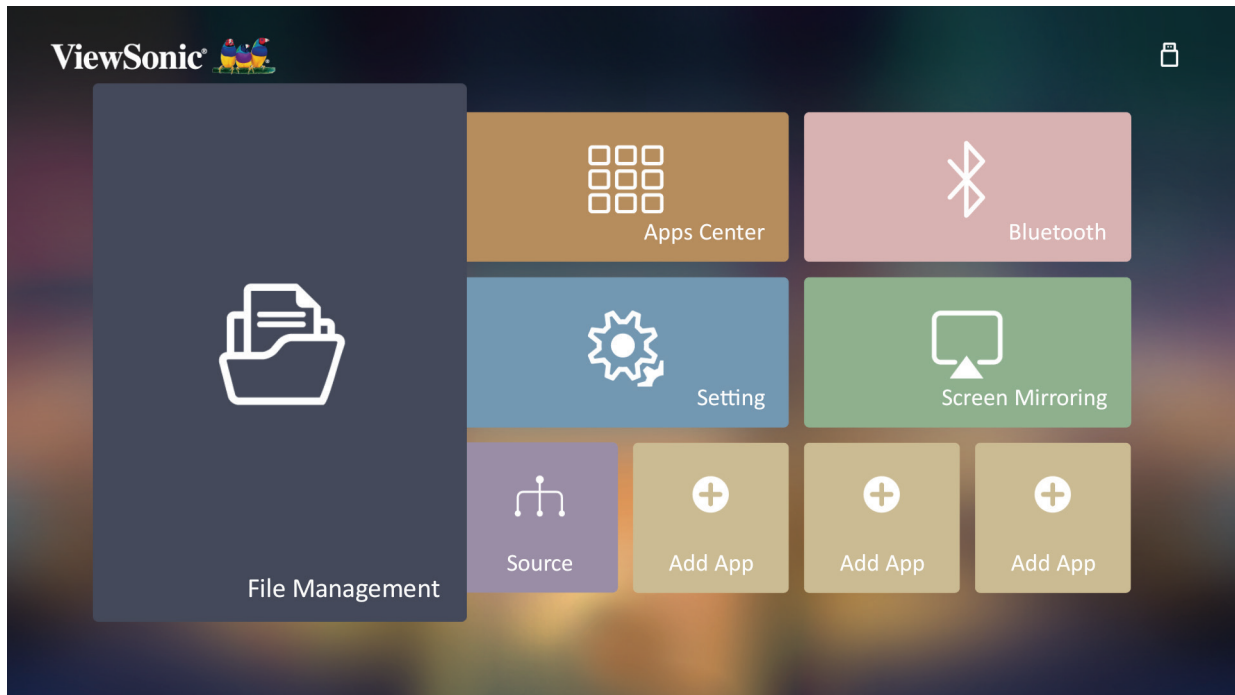 ViewSonic®
Apps Center
Bluetooth
Setting
Screen Mirroring
File Management
Source
Add App
Add App
Add App